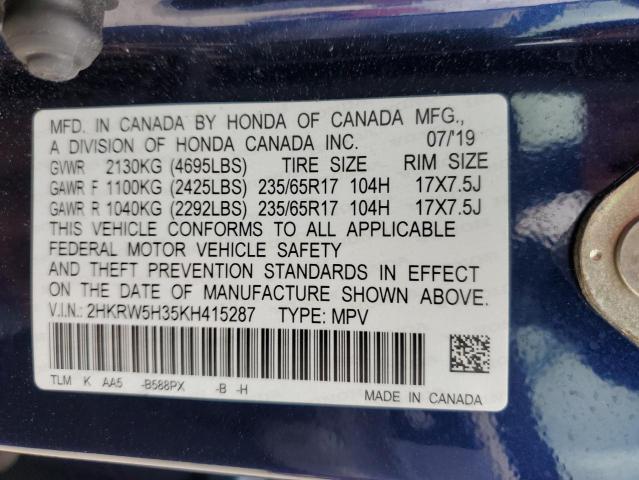 MFD. IN CANADA BY HONDA OF CANADA MFG.,
A DIVISION OF HONDA CANADA INC. 07/'19
GVWR 2130KG (4695LBS) TIRE SIZE RIM SIZE
GAWR F 1100KG (2425LBS) 235/65R17 104H 17X7.5J
GAWR R 1040KG (2292LBS) 235/65R17 104H 17X7.5J
THIS VEHICLE CONFORMS TO ALL APPLICABLE
FEDERAL MOTOR VEHICLE SAFETY
AND THEFT PREVENTION STANDARDS IN EFFECT
ON THE DATE OF MANUFACTURE SHOWN ABOVE.
V.I.N.: 2HKRW5H35KH415287 TYPE: MPV
TLM K AA5 -B588PX -B -H
MADE IN CANADA